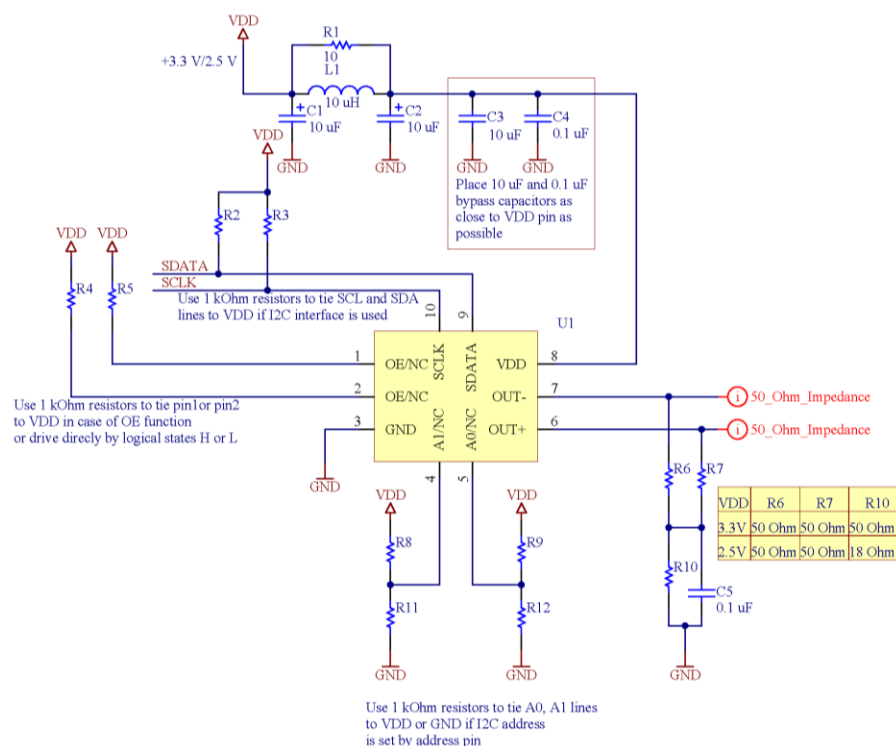 VDD
+3.3 V/2.5 V
R1
10
L1
10 uH
C1
10 uF
C2
10 uF
C3
10 uF
C4
0.1 uF
GND
GND
GND
GND
Place 10 uF and 0.1 uF
bypass capacitors as
close to VDD pin as
possible
VDD
R2
R3
VDD
VDD
R4
R5
SDATA
SCLK
Use 1 kOhm resistors to tie SCL and SDA
lines to VDD if I2C interface is used
10
9
U1
1
OE/NC
SCLK
SDATA
VDD
8
2
OE/NC
OUT-
7
50_Ohm_Impedance
3
GND
A1/NC
A0/NC
OUT+
6
50_Ohm_Impedance
Use 1 kOhm resistors to tie pin1or pin2
to VDD in case of OE function
or drive direcly by logical states H or L
GND
4
5
VDD
VDD
R8
R9
R11
R12
GND
GND
R6
R7
R10
C5
0.1 uF
GND
VDD R6 R7 R10
3.3V 50 Ohm 50 Ohm 50 Ohm
2.5V 50 Ohm 50 Ohm 18 Ohm
Use 1 kOhm resistors to tie A0, A1 lines
to VDD or GND if I2C address
is set by address pin